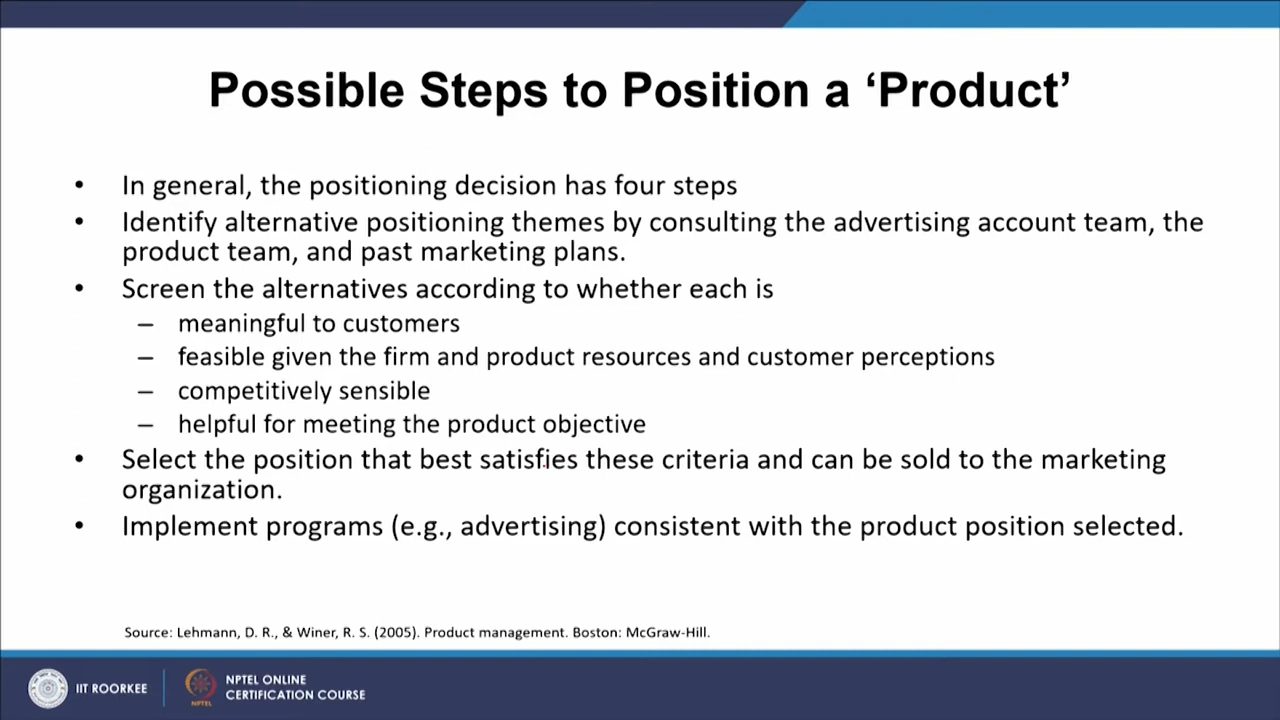 Possible Steps to Position a ‘Product’
• In general, the positioning decision has four steps
• Identify alternative positioning themes by consulting the advertising account team, the
product team, and past marketing plans.
• Screen the alternatives according to whether each is
– meaningful to customers
– feasible given the firm and product resources and customer perceptions
– competitively sensible
– helpful for meeting the product objective
• Select the position that best satisfies these criteria and can be sold to the marketing
organization.
• Implement programs (e.g., advertising) consistent with the product position selected.
Source: Lehmann, D. R., & Winer, R. S. (2005). Product management. Boston: McGraw-Hill.
IIT ROORKEE
NPTEL
NPTEL ONLINE
CERTIFICATION COURSE